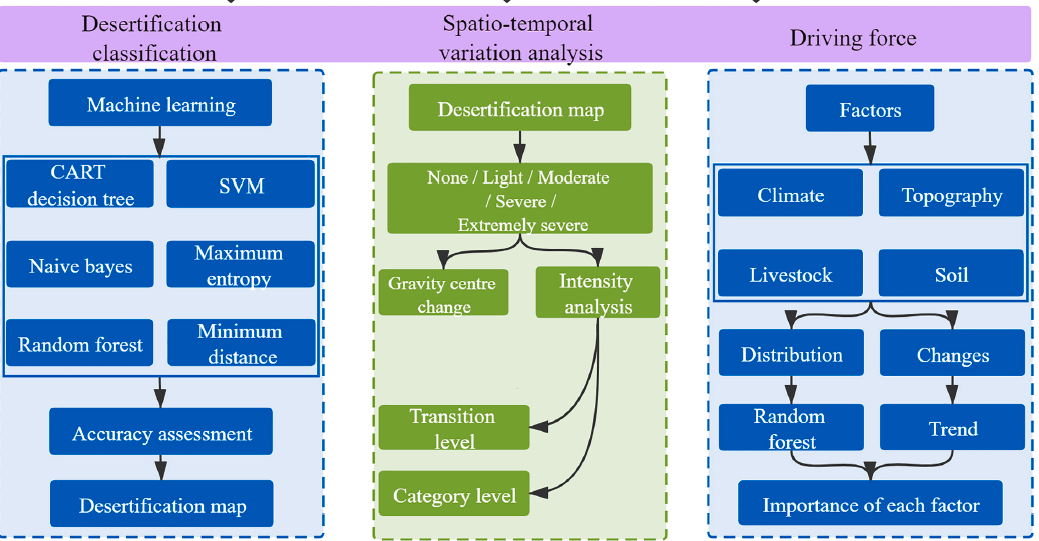 Desertification
classification
Spatio-temporal
variation analysis
Driving force
Machine learning
CART
decision tree
SVM
Naive bayes
Maximum
entropy
Random forest
Minimum
distance
Accuracy assessment
Desertification map
Desertification map
None / Light / Moderate
/ Severe /
Extremely severe
Gravity centre
change
Intensity
analysis
Transition
level
Category level
Factors
Climate
Topography
Livestock
Soil
Distribution
Changes
Random
forest
Trend
Importance of each factor